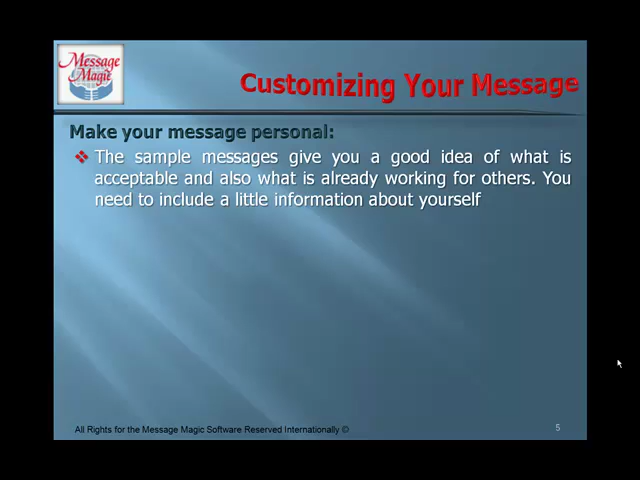 Message
Magic
Customizing Your Message
Make your message personal:
The sample messages give you a good idea of what is
acceptable and also what is already working for others. You
need to include a little information about yourself
All Rights for the Message Magic Software Reserved Internationally ©
5